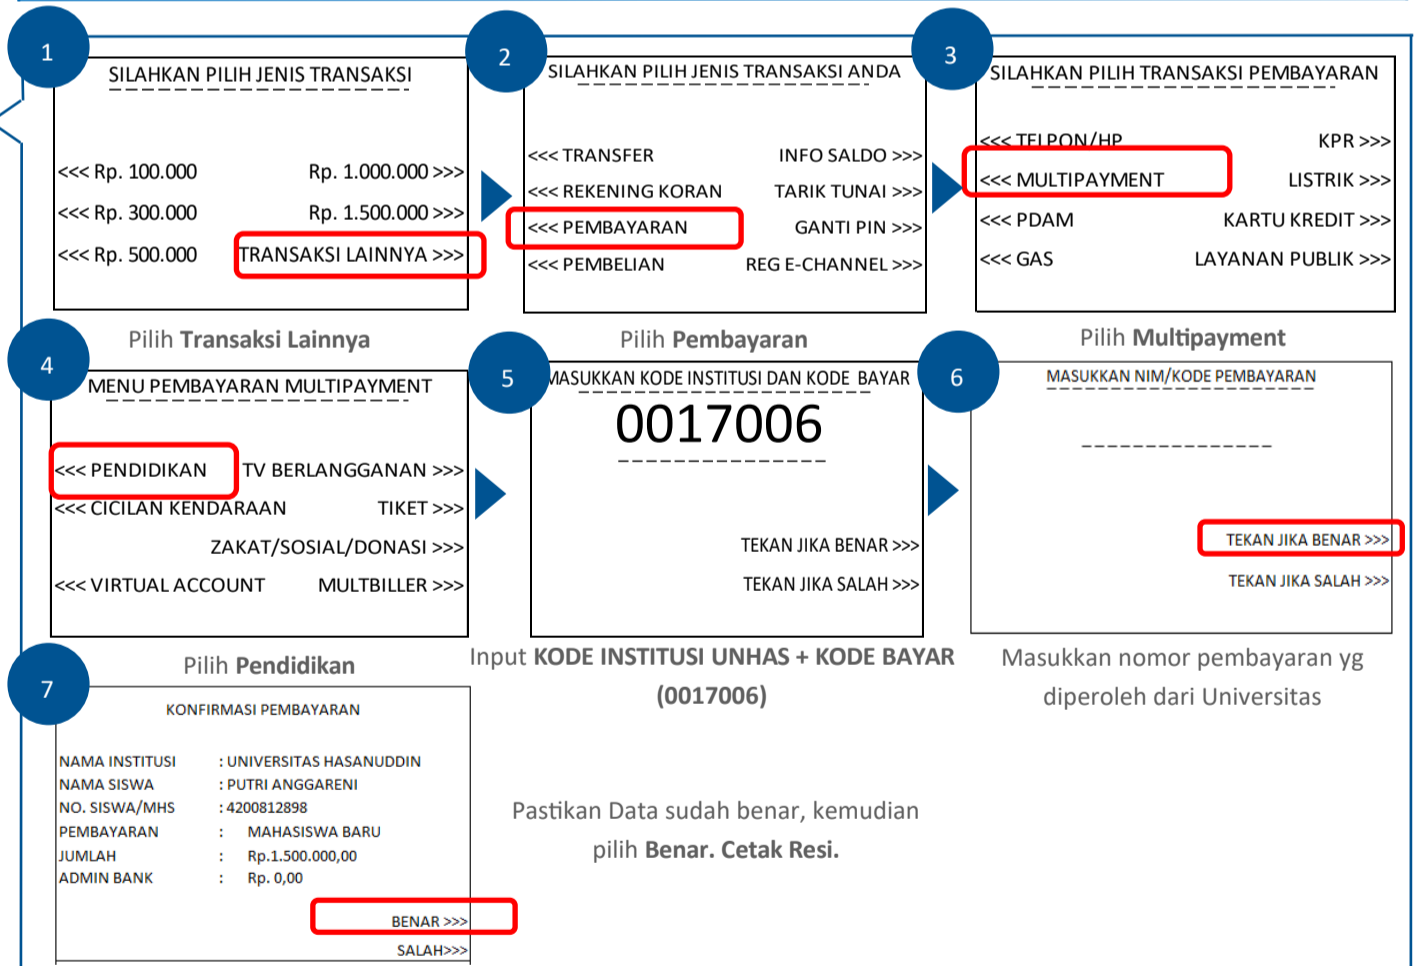 1
SILAHKAN PILIH JENIS TRANSAKSI
<<< Rp. 100.000 Rp. 1.000.000 >>>
<<< Rp. 300.000 Rp. 1.500.000 >>>
<<< Rp. 500.000 TRANSAKSI LAINNYA >>>
Pilih Transaksi Lainnya
2
SILAHKAN PILIH JENIS TRANSAKSI ANDA
<<< TRANSFER INFO SALDO >>>
<<< REKENING KORAN TARIK TUNAI >>>
<<< PEMBAYARAN GANTI PIN >>>
<<< PEMBELIAN REG E-CHANNEL >>>
Pilih Pembayaran
3
SILAHKAN PILIH TRANSAKSI PEMBAYARAN
<<< TELPON/HP KPR >>>
<<< MULTIPAYMENT LISTRIK >>>
<<< PDAM KARTU KREDIT >>>
<<< GAS LAYANAN PUBLIK >>>
Pilih Multipayment
4
MENU PEMBAYARAN MULTIPAYMENT
<<< PENDIDIKAN TV BERLANGGANAN >>>
<<< CICILAN KENDARAAN TIKET >>>
ZAKAT/SOSIAL/DONASI >>>
<<< VIRTUAL ACCOUNT MULTBILLER >>>
Pilih Pendidikan
5
MASUKKAN KODE INSTITUSI DAN KODE BAYAR
0017006
TEKAN JIKA BENAR >>>
TEKAN JIKA SALAH >>>
Input KODE INSTITUSI UNHAS + KODE BAYAR
(0017006)
6
MASUKKAN NIM/KODE PEMBAYARAN
TEKAN JIKA BENAR >>>
TEKAN JIKA SALAH >>>
Masukkan nomor pembayaran yg
diperoleh dari Universitas
7
KONFIRMASI PEMBAYARAN
NAMA INSTITUSI : UNIVERSITAS HASANUDDIN
NAMA SISWA : PUTRI ANGGARENI
NO. SISWA/MHS : 4200812898
PEMBAYARAN : MAHASISWA BARU
JUMLAH : Rp.1.500.000,00
ADMIN BANK : Rp. 0,00
BENAR >>>
SALAH>>>
Pastikan Data sudah benar, kemudian
pilih Benar. Cetak Resi.